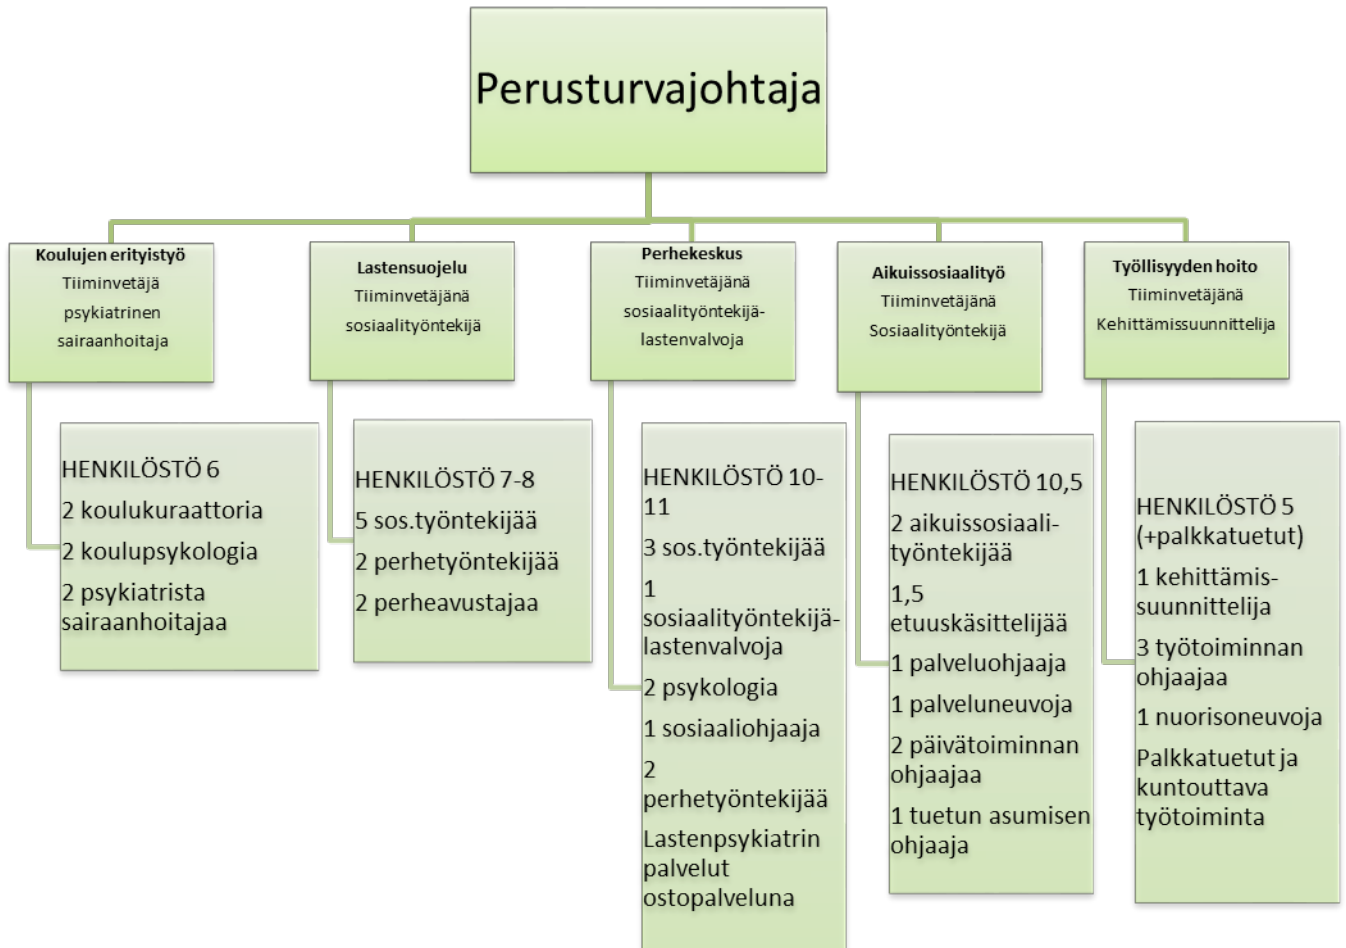 Perusturvajohtaja
Koulujen erityistyö
Tiiminvetäjä
psykiatrinen
sairaanhoitaja
Lastensuojelu
Tiiminvetäjänä
sosiaalityöntekijä
Perhekeskus
Tiiminvetäjänä
sosiaalityöntekijä-
lastenvalvoja
Aikuissosiaalityö
Tiiminvetäjänä
Sosiaalityöntekijä
Työllisyyden hoito
Tiiminvetäjänä
Kehittämissuunnittelija
HENKILÖSTÖ 6
2 koulukuraattoria
2 koulupsykologia
2 psykiatrista
sairaanhoitajaa
HENKILÖSTÖ 7-8
5 sos.työntekijää
2 perhetyöntekijää
2 perheavustajaa
HENKILÖSTÖ 10-
11
3 sos.työntekijää
1
sosiaalityöntekijä-
lastenvalvoja
2 psykologia
1 sosiaaliohjaaja
2
perhetyöntekijää
Lastenpsykiatrin
palvelut
ostopalveluna
HENKILÖSTÖ 10,5
2 aikuissosiaali-
työntekijää
1,5
etuuskäsittelijää
1 palveluohjaaja
1 palveluneuvoja
2 päivätoiminnan
ohjaajaa
1 tuetun asumisen
ohjaaja
HENKILÖSTÖ 5
(+palkkatuetut)
1 kehittämis-
suunnittelija
3 työtoiminnan
ohjaajaa
1 nuorisoneuvoja
Palkkatuetut ja
kuntouttava
työtoiminta